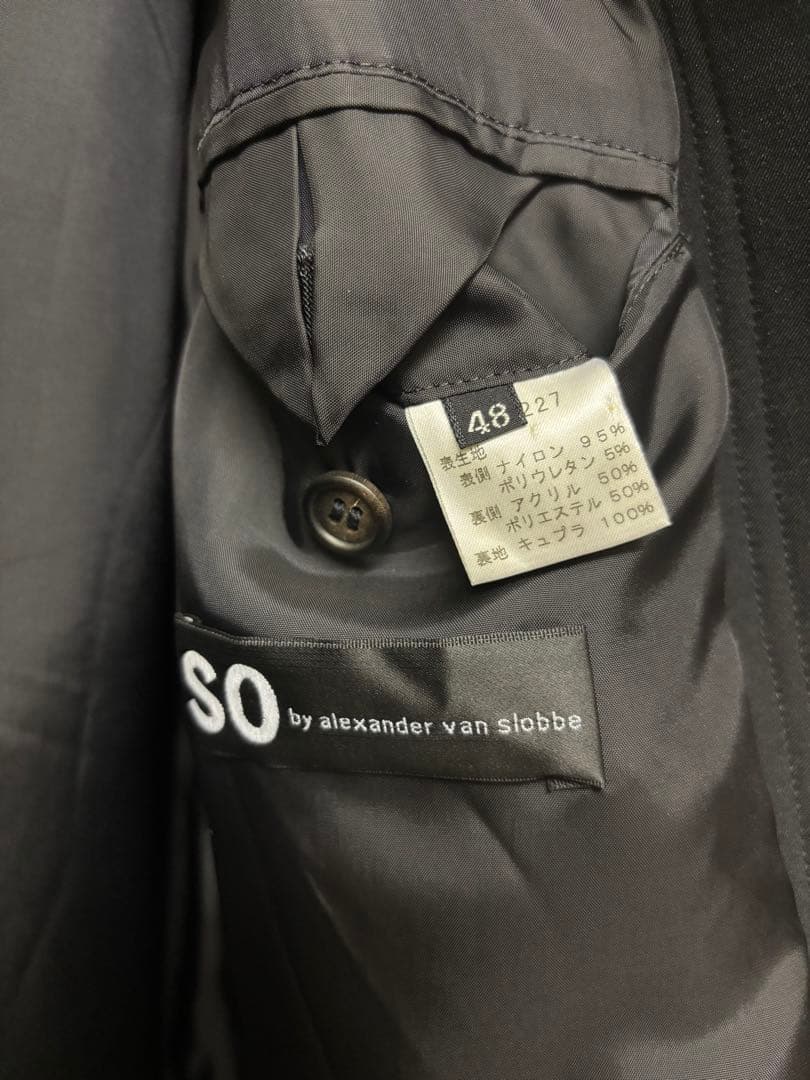 48 227
表生地
表側 ナイロン 95%
ポリウレタン 5%
裏側 アクリル 50%
ポリエステル 50%
裏地 キュプラ 100%
SO by alexander van slobbe